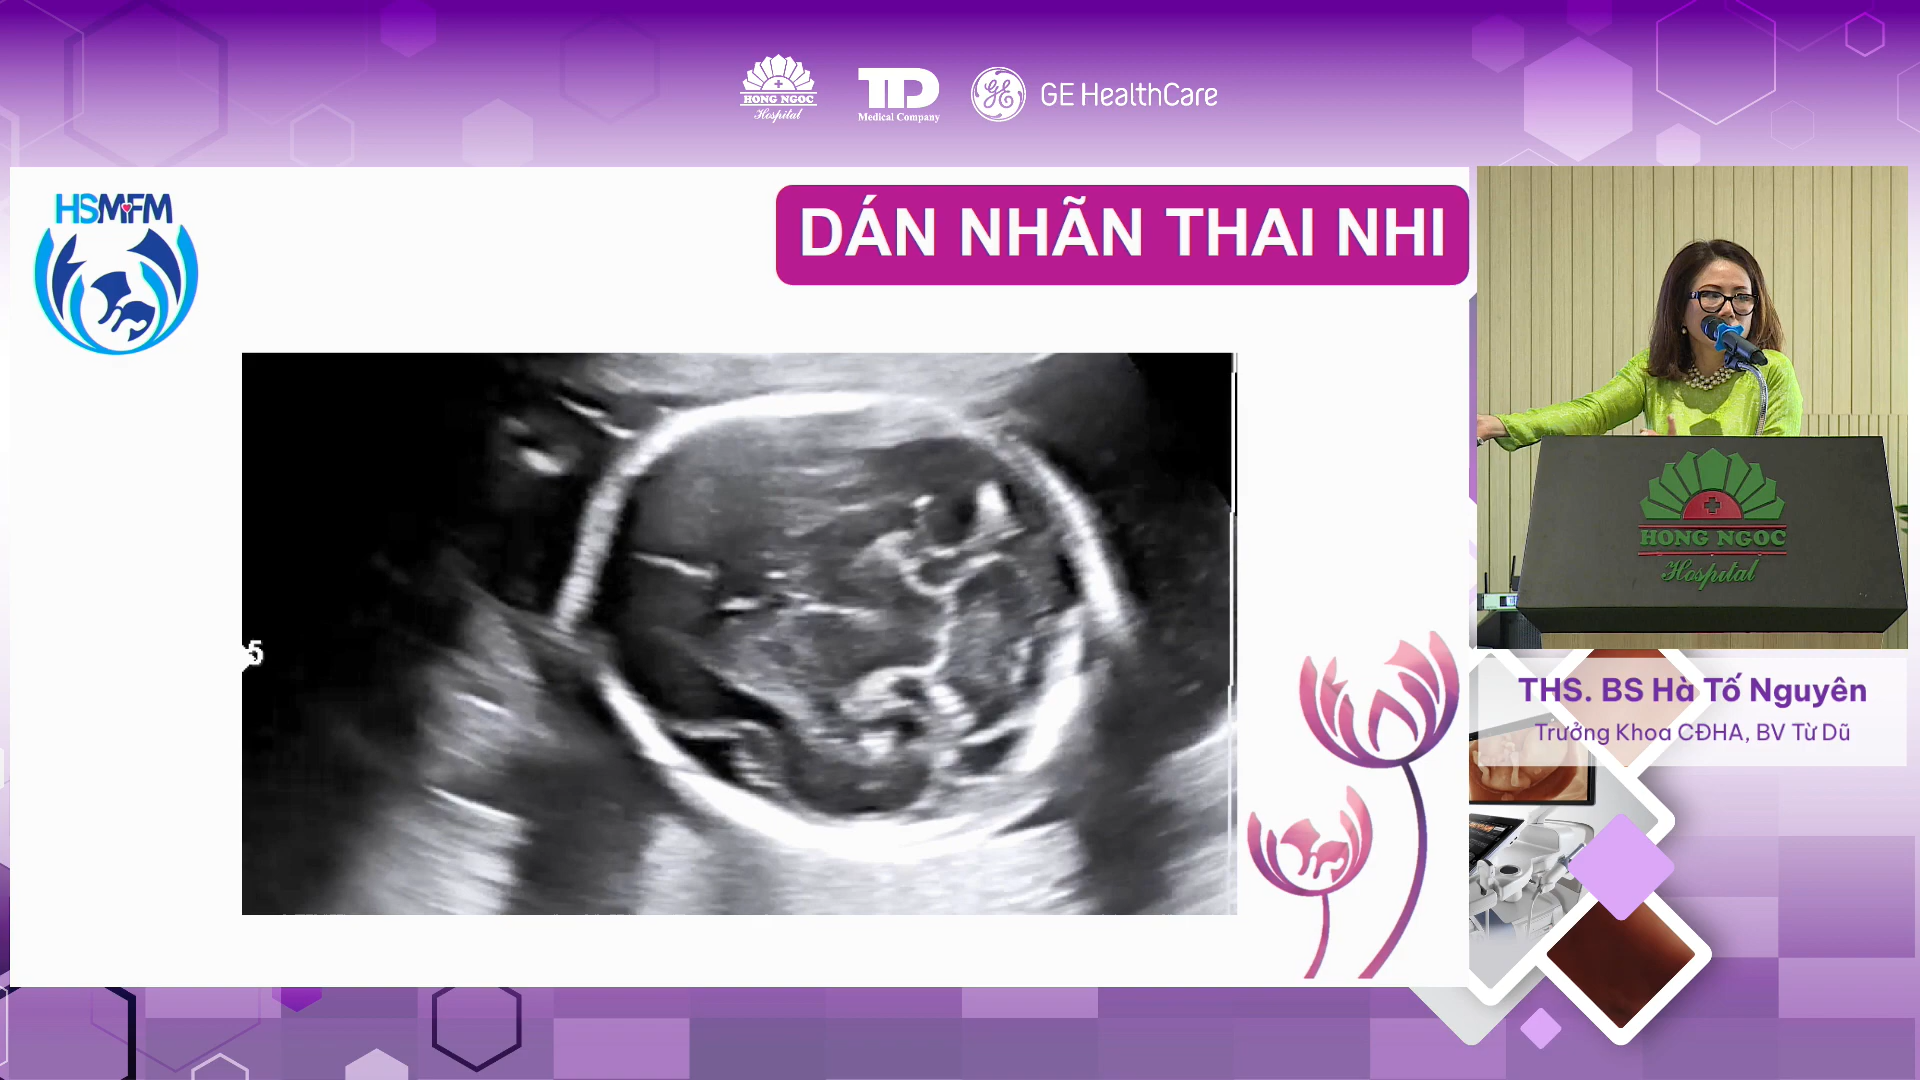 HONG NGOC
Hospital
TD
Medical Company
GE HealthCare
HSMFM
DÁN NHÃN THAI NHI
5
HONG NGOC
Hospital
THS. BS Hà Tố Nguyên
Trưởng Khoa CĐHA, BV Từ Dũ